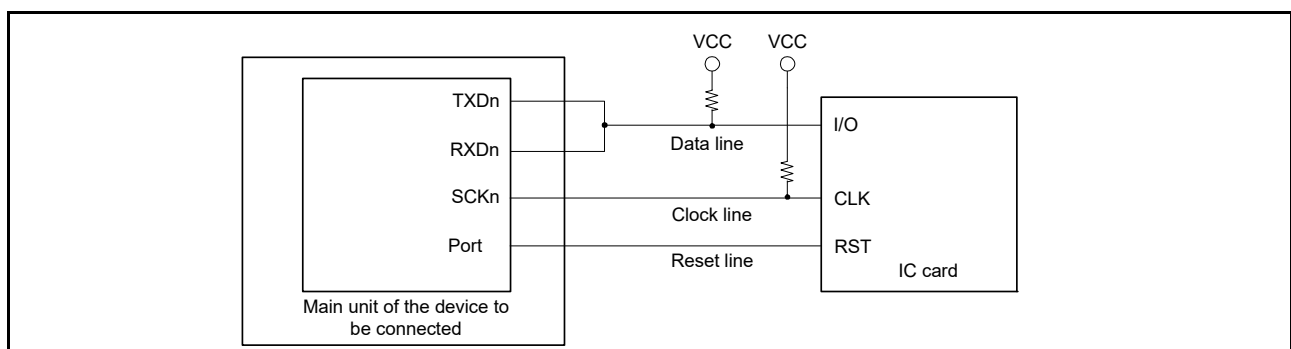 VCC VCC
TXDn
I/O
RXDn
Data line
SCKn
CLK
Clock line
Port
RST
Reset line
IC card
Main unit of the device to
be connected